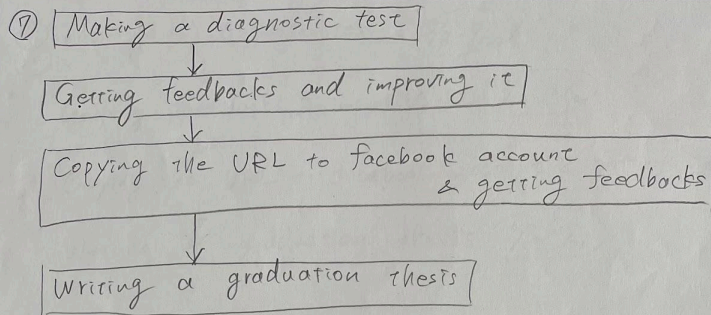 ⑦ Making a diagnostic test
Getting feedbacks and improving it
Copying the URL to facebook account
& getting feedbacks
Writing a graduation thesis